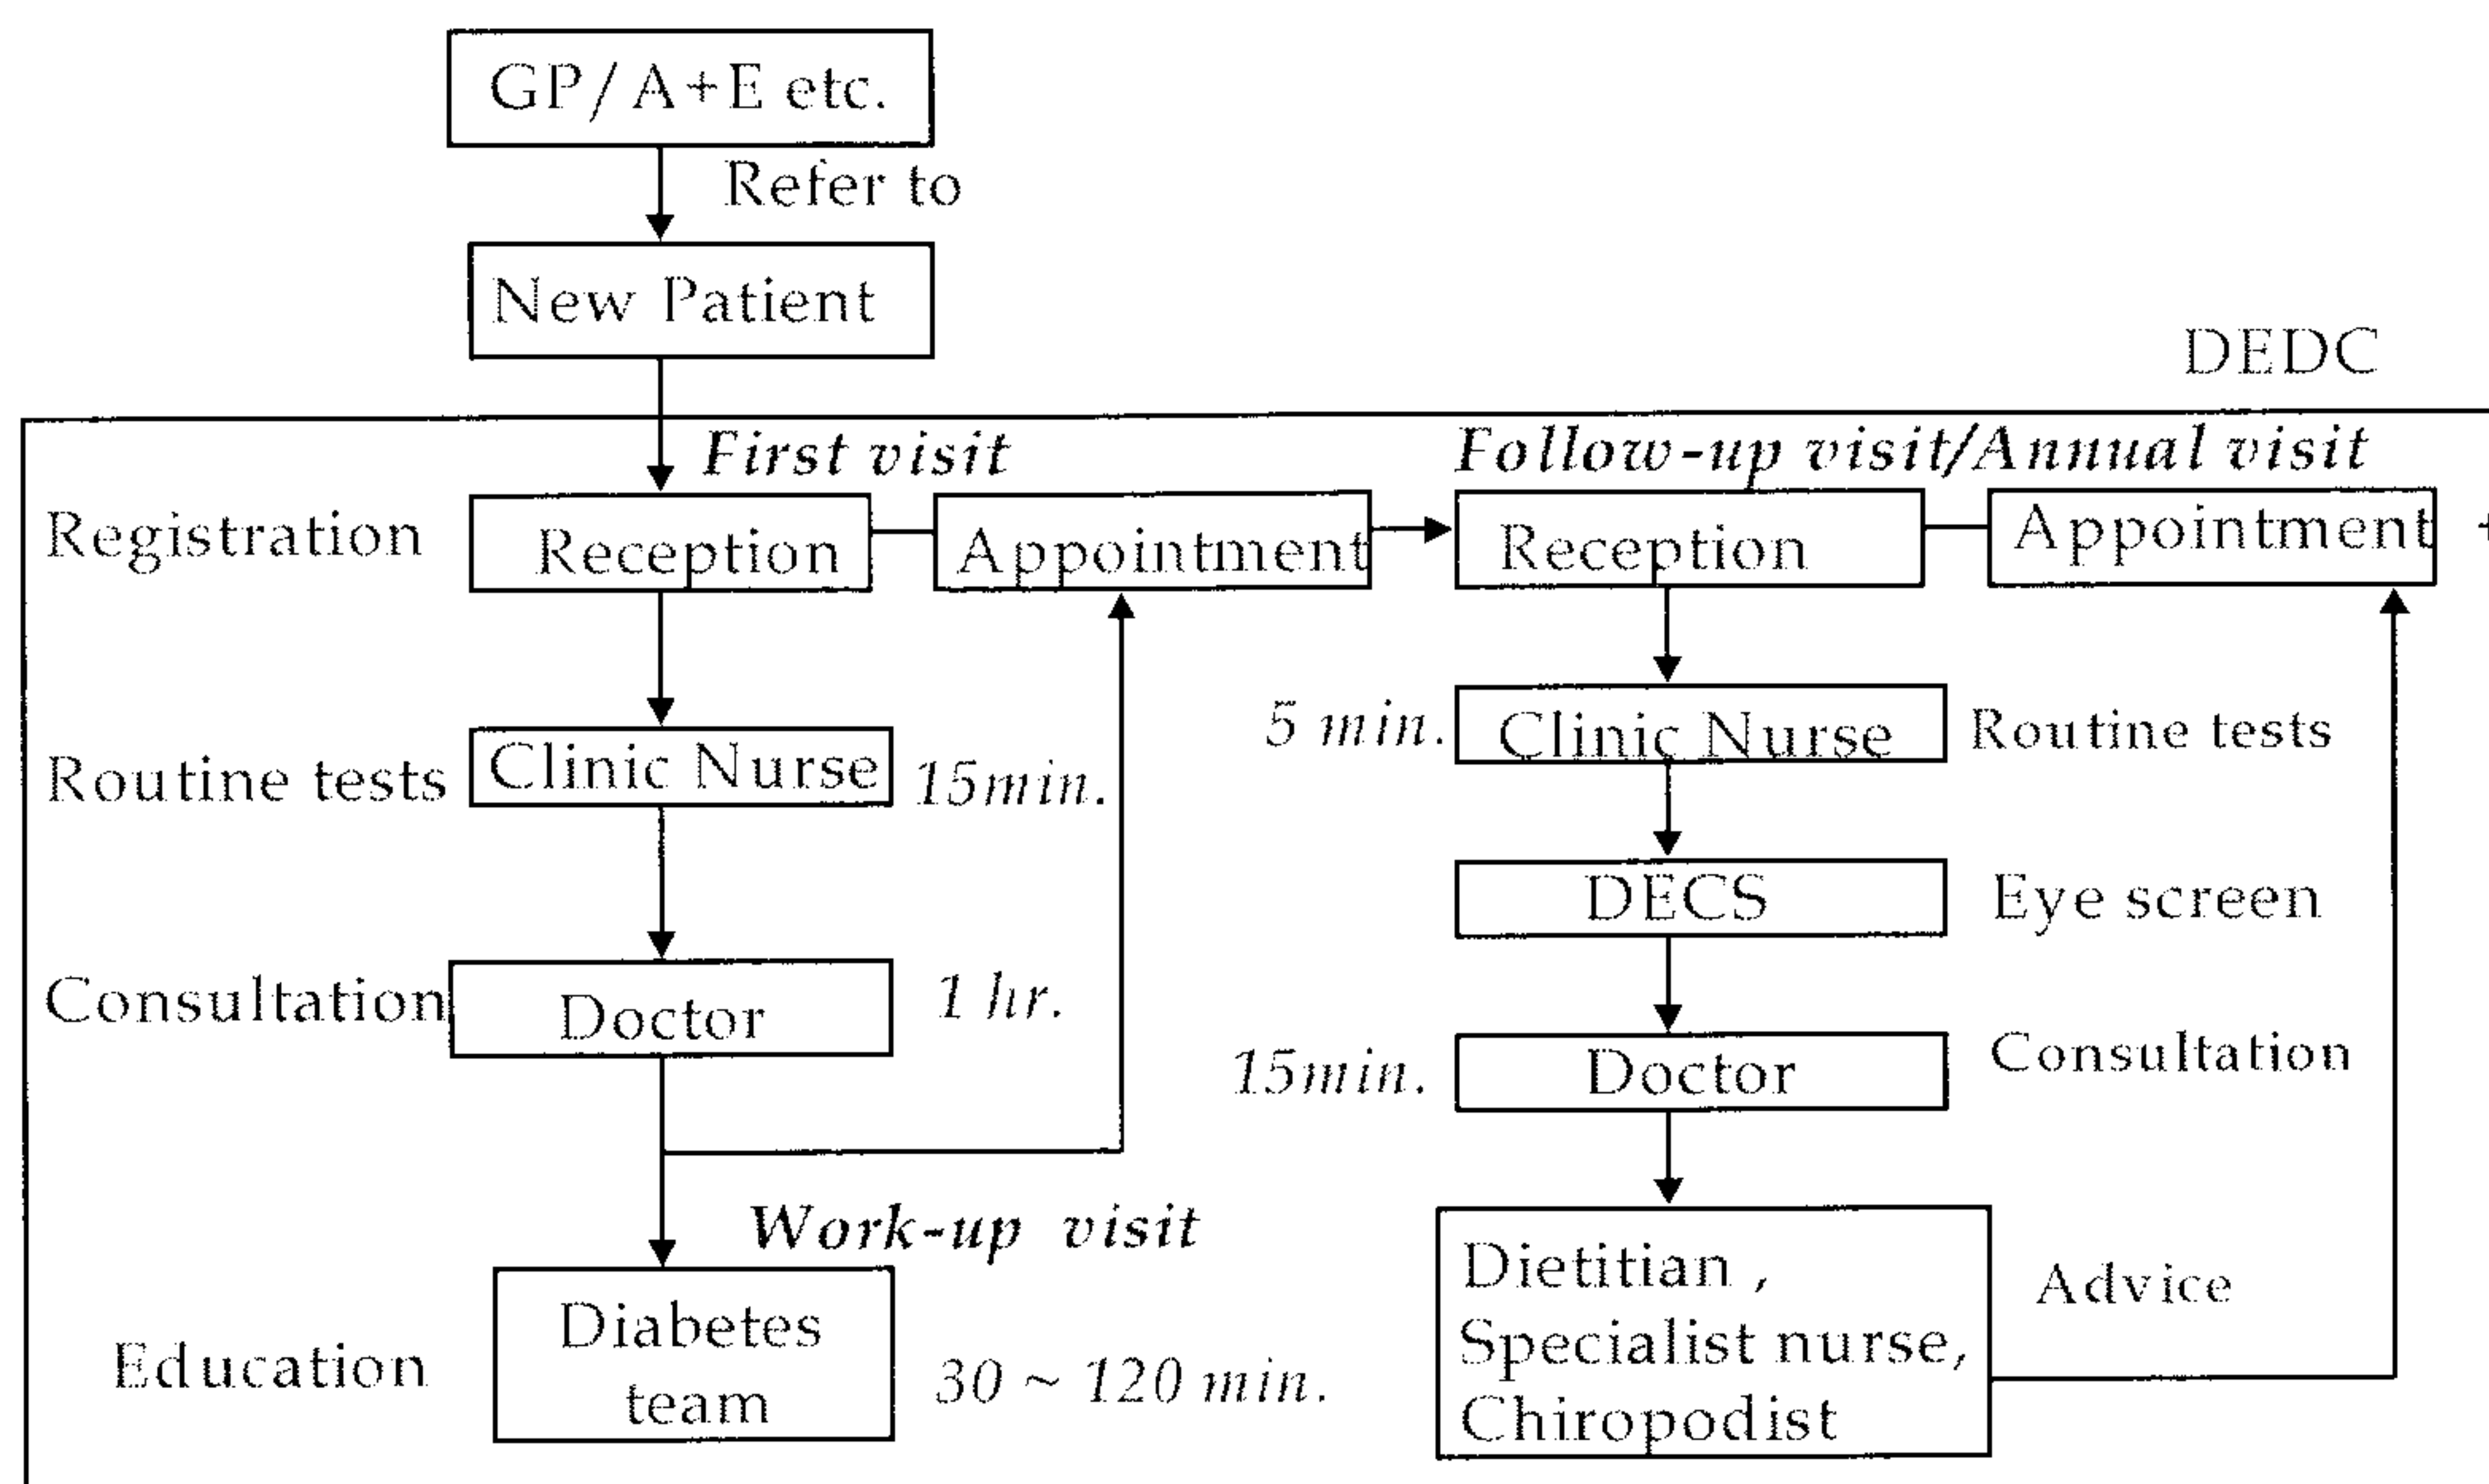 GP/ A+E etc.
Refer to
New Patient
DEDC
First visit
Follow-up visit/Annual visit
Registration
Reception
Appointment
Reception
Appointment
Routine tests
Clinic Nurse
15min.
5 min.
Clinic Nurse
Routine tests
DECS
Eye screen
Consultation
Doctor
1 hr.
15min.
Doctor
Consultation
Work-up visit
Education
Diabetes
team
30 ~ 120 min.
Dietitian ,
Specialist nurse,
Chiropodist
Advice